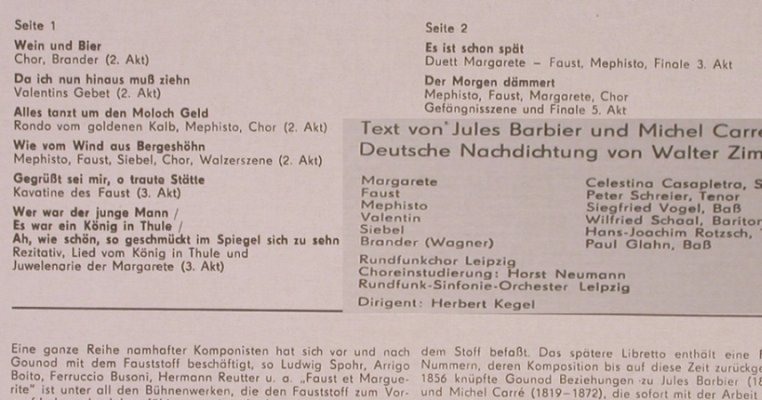 Seite 1
Wein und Bier
Chor, Brander (2. Akt)
Da ich nun hinaus muß ziehn
Valentins Gebet (2. Akt)
Alles tanzt um den Moloch Geld
Rondo vom goldenen Kalb, Mephisto, Chor (2. Akt)
Wie vom Wind aus Bergeshöhn
Mephisto, Faust, Siebel, Chor, Walzerszene (2. Akt)
Gegrüßt sei mir, o traute Stätte
Kavatine des Faust (3. Akt)
Wer war der junge Mann /
Es war ein König in Thule /
Ah, wie schön, so geschmückt im Spiegel sich zu sehn
Rezitativ, Lied vom König in Thule und
Juwelenarie der Margarete (3. Akt)
Seite 2
Es ist schon spät
Duett Margarete – Faust, Mephisto, Finale 3. Akt
Der Morgen dämmert
Mephisto, Faust, Margarete, Chor
Gefängnisszene und Finale 5. Akt
Text von Jules Barbier und Michel Carré
Deutsche Nachdichtung von Walter Zim
Margarete Celestina Casapietra, S
Faust Peter Schreier, Tenor
Mephisto Siegfried Vogel, Baß
Valentin Wilfried Schaal, Bariton
Siebel Hans-Joachim Rotzsch,
Brander (Wagner) Paul Glahn, Baß
Rundfunkchor Leipzig
Choreinstudierung: Horst Neumann
Rundfunk-Sinfonie-Orchester Leipzig
Dirigent: Herbert Kegel
Eine ganze Reihe namhafter Komponisten hat sich vor und nach
Gounod mit dem Fauststoff beschäftigt, so Ludwig Spohr, Arrigo
Boito, Ferruccio Busoni, Hermann Reutter u. a. „Faust et Margue-
rite" ist unter all den Bühnenwerken, die den Fauststoff zum Vor-
dem Stoff befaßt. Das spätere Libretto enthält eine
Nummern, deren Komposition bis auf diese Zeit zurückge
1856 knüpfte Gounod Beziehungen zu Jules Barbier (18
und Michel Carré (1819–1872), die sofort mit der Arbeit